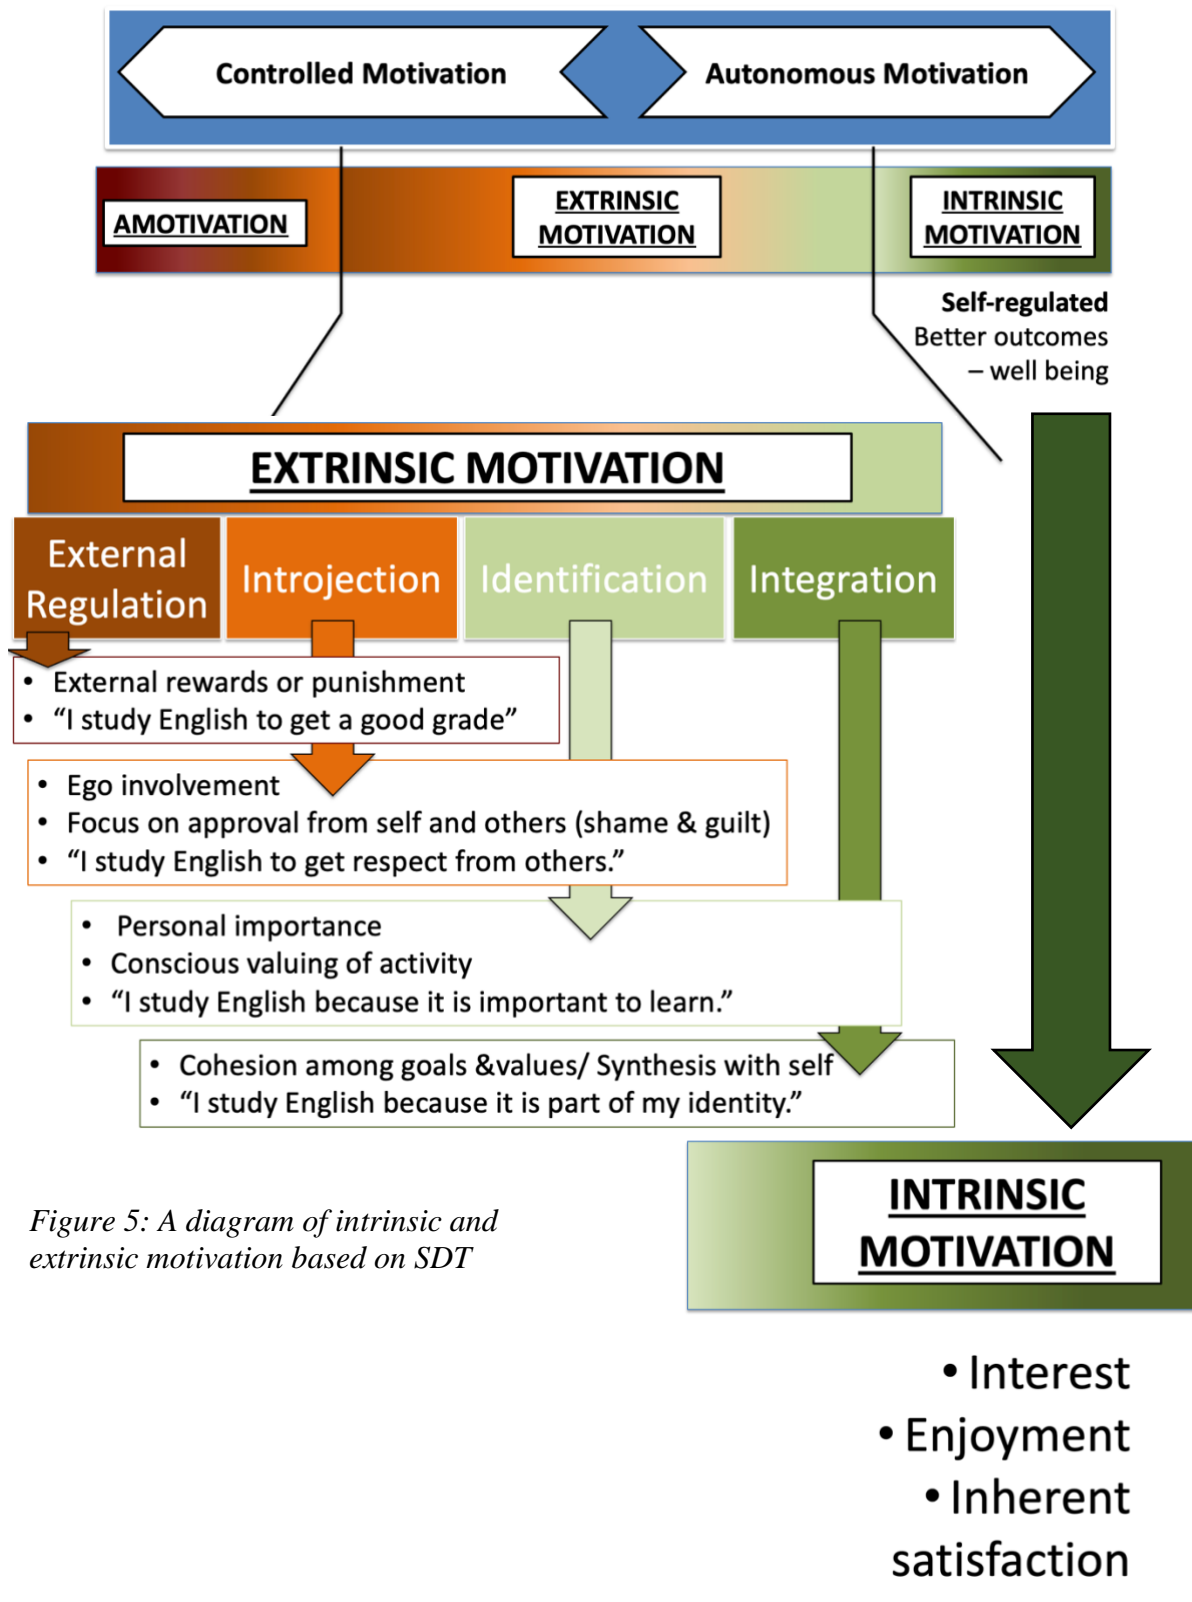 Controlled Motivation
Autonomous Motivation
AMOTIVATION
EXTRINSIC
MOTIVATION
INTRINSIC
MOTIVATION
Self-regulated
Better outcomes
– well being
EXTRINSIC MOTIVATION
External
Regulation
Introjection
Identification
Integration
• External rewards or punishment
• “I study English to get a good grade”
• Ego involvement
• Focus on approval from self and others (shame & guilt)
• “I study English to get respect from others.”
• Personal importance
• Conscious valuing of activity
• “I study English because it is important to learn.”
• Cohesion among goals &values/ Synthesis with self
• “I study English because it is part of my identity.”
INTRINSIC
MOTIVATION
Figure 5: A diagram of intrinsic and
extrinsic motivation based on SDT
• Interest
• Enjoyment
• Inherent
satisfaction